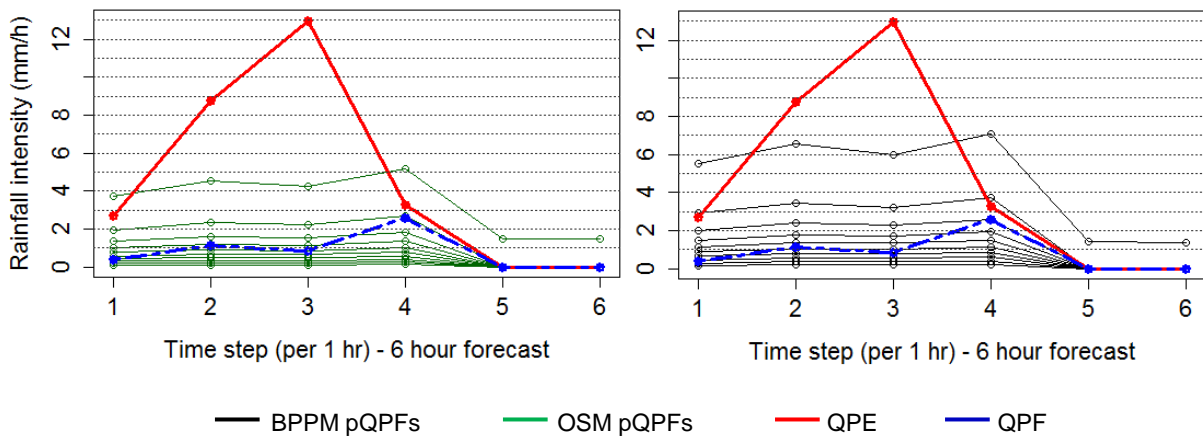 Rainfall intensity (mm/h)
12
8
6
4
2
0
1 2 3 4 5 6
Time step (per 1 hr) - 6 hour forecast
12
8
6
4
2
0
1 2 3 4 5 6
Time step (per 1 hr) - 6 hour forecast
BPPM pQPFs OSM pQPFs QPE QPF